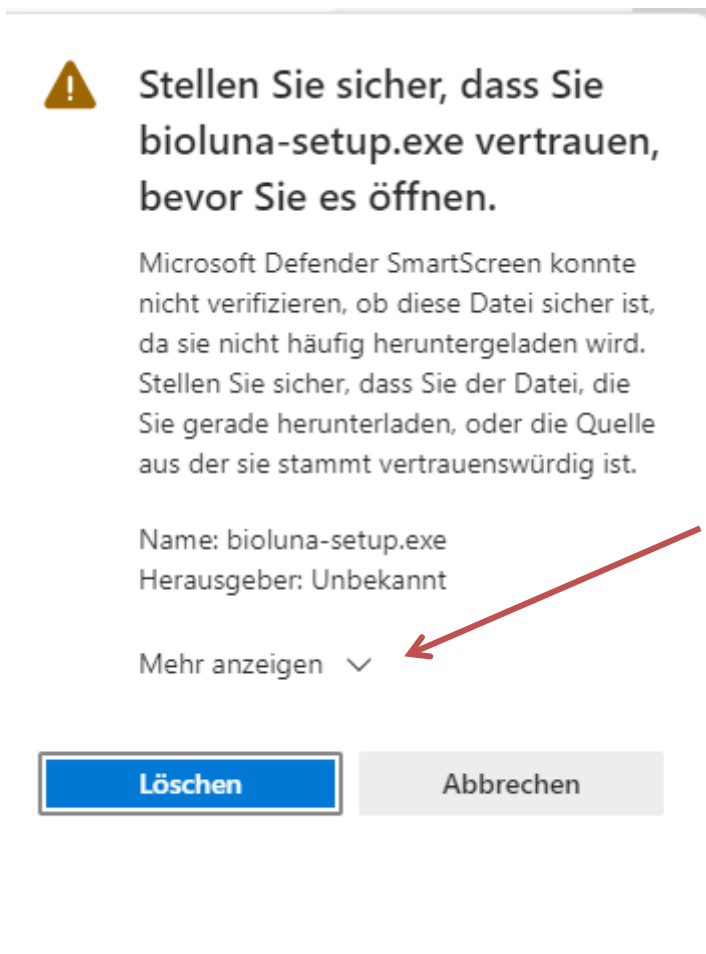 Stellen Sie sicher, dass Sie
bioluna-setup.exe vertrauen,
bevor Sie es öffnen.
Microsoft Defender SmartScreen konnte
nicht verifizieren, ob diese Datei sicher ist,
da sie nicht häufig heruntergeladen wird.
Stellen Sie sicher, dass Sie der Datei, die
Sie gerade herunterladen, oder die Quelle
aus der sie stammt vertrauenswürdig ist.
Name: bioluna-setup.exe
Herausgeber: Unbekannt
Mehr anzeigen
Löschen Abbrechen